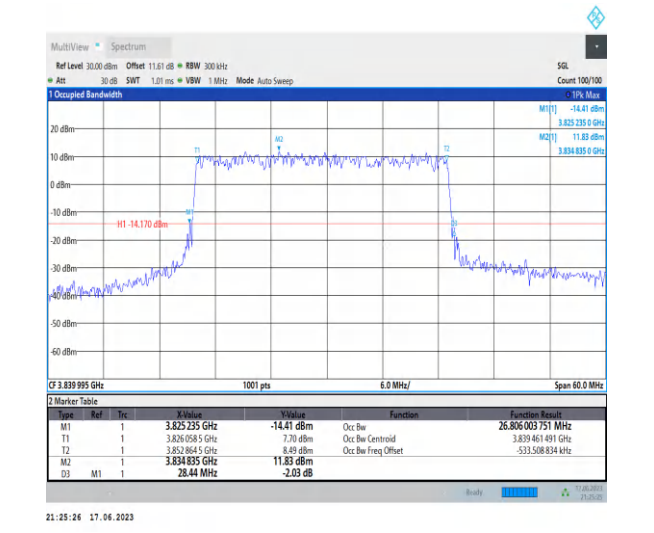 MultiView Spectrum
Ref Level 30.00 dBm Offset 11.61 dB RBW 300 kHz SGL
Att 30 dB SWT 1.01 ms VBW 1 MHz Mode Auto Sweep Count 100/100
1 Occupied Bandwidth 1Pk Max
M1[1] -14.41 dBm
3.825 235 0 GHz
M2[1] 11.83 dBm
3.834 835 0 GHz
20 dBm
M2
T1 T2
10 dBm
0 dBm
-10 dBm
M1
H1 -14.170 dBm
-20 dBm
-30 dBm
-40 dBm
-50 dBm
-60 dBm
CF 3.839 995 GHz 1001 pts 6.0 MHz/ Span 60.0 MHz
2 Marker Table
Type Ref Trc X-Value Y-Value Function Function Result
M1 1 3.825 235 GHz -14.41 dBm Occ Bw 26.806 003 751 MHz
T1 1 3.826 058 5 GHz 7.70 dBm Occ Bw Centroid 3.839 461 491 GHz
T2 1 3.852 864 5 GHz 8.49 dBm Occ Bw Freq Offset -533.508 834 kHz
M2 1 3.834 835 GHz 11.83 dBm
D3 M1 1 28.44 MHz -2.03 dB
Ready 17.06.2023
21:25:25
21:25:26 17.06.2023